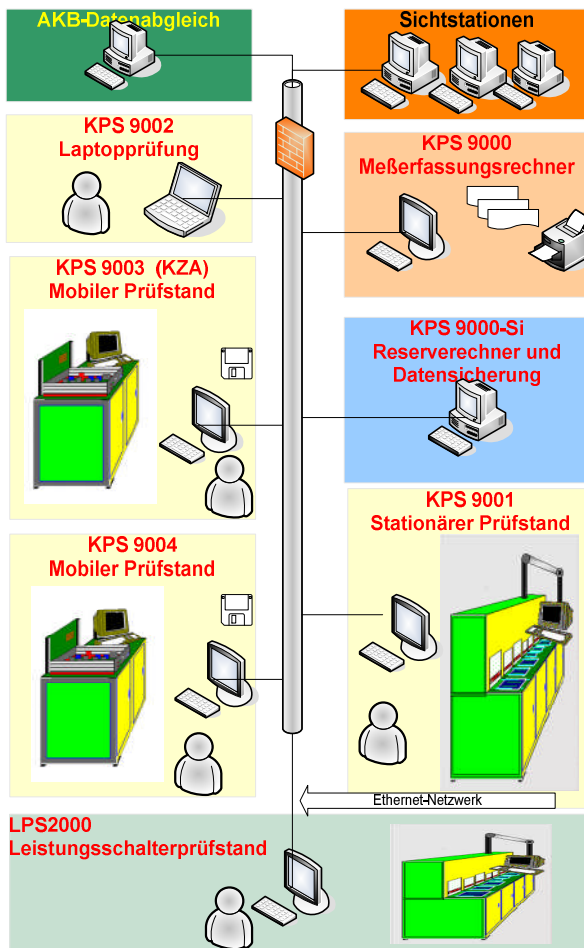 AKB-Datenabgleich
Sichtstationen
KPS 9002
Laptopprüfung
KPS 9000
Meßerfassungsrechner
KPS 9003 (KZA)
Mobiler Prüfstand
KPS 9000-Si
Reserverechner und
Datensicherung
KPS 9001
Stationärer Prüfstand
KPS 9004
Mobiler Prüfstand
Ethernet-Netzwerk
LPS2000
Leistungsschalterprüfstand